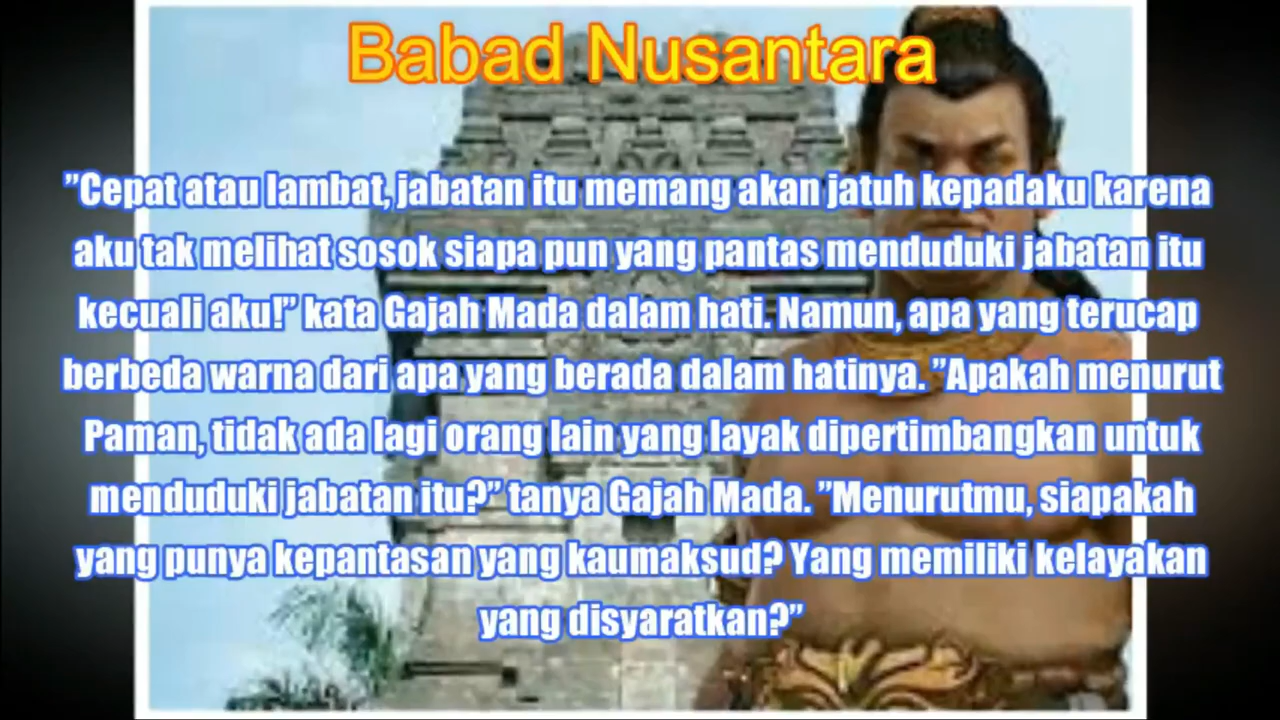 Babad Nusantara
”Cepat atau lambat, jabatan itu memang akan jatuh kepadaku karena
aku tak melihat sosok siapa pun yang pantas menduduki jabatan itu
kecuali aku!” kata Gajah Mada dalam hati. Namun, apa yang terucap
berbeda warna dari apa yang berada dalam hatinya. ”Apakah menurut
Paman, tidak ada lagi orang lain yang layak dipertimbangkan untuk
menduduki jabatan itu?” tanya Gajah Mada. ”Menurutmu, siapakah
yang punya kepantasan yang kaumaksud? Yang memiliki kelayakan
yang disyaratkan?”